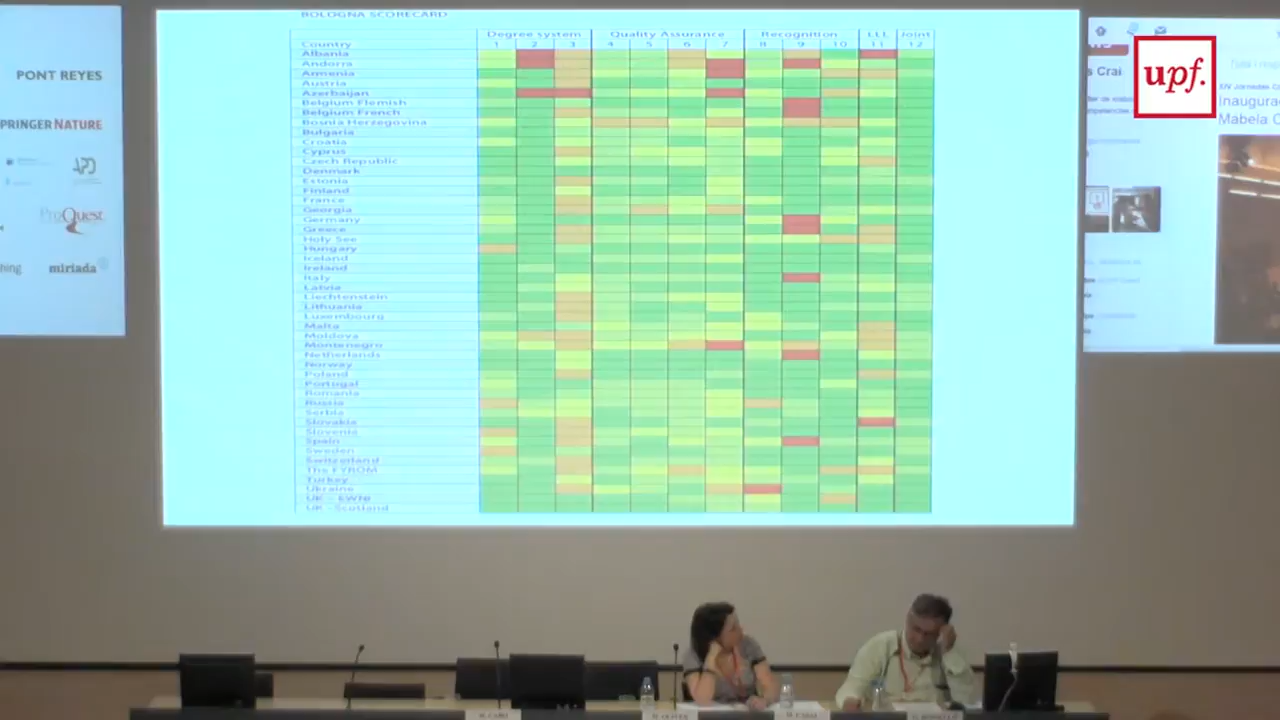 PONT REYES
SPRINGER NATURE
ProQuest
miriada
BOLOGNA SCORECARD
Degree system
Quality Assurance
Recognition
LLL
Joint
Country
1 2 3 4 5 6 7 8 9 10 11 12
Albania
Andorra
Armenia
Austria
Azerbaijan
Belgium Flemish
Belgium French
Bosnia Herzegovina
Bulgaria
Croatia
Cyprus
Czech Republic
Denmark
Estonia
Finland
France
Georgia
Germany
Greece
Holy See
Hungary
Iceland
Ireland
Italy
Latvia
Liechtenstein
Lithuania
Luxembourg
Malta
Moldova
Montenegro
Netherlands
Norway
Poland
Portugal
Romania
Russia
Serbia
Slovakia
Slovenia
Spain
Sweden
Switzerland
The FYROM
Turkey
Ukraine
UK - EWNI
UK - Scotland
s Crai
upf.
Inaugura